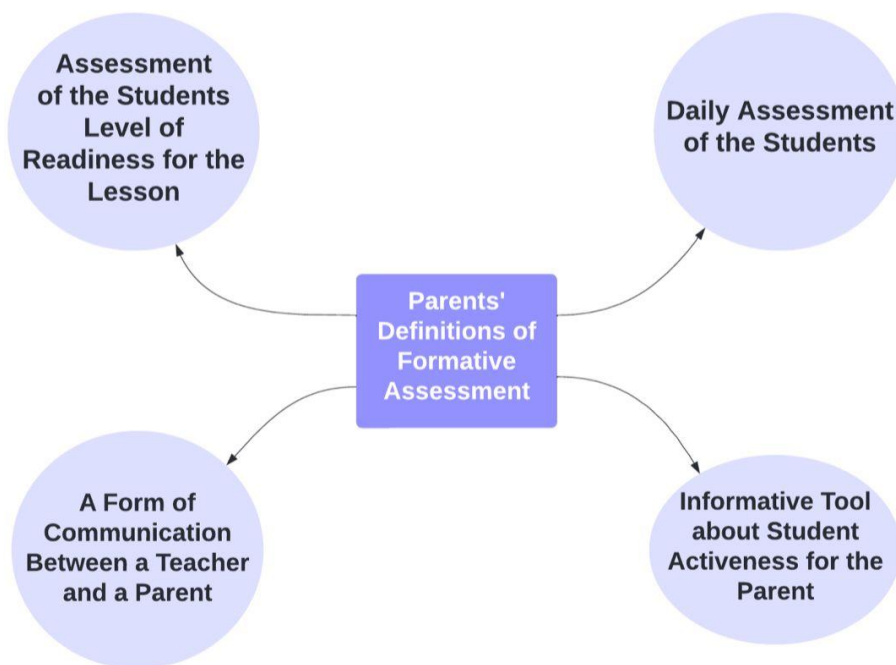 Assessment
of the Students
Level of
Readiness for the
Lesson
Daily Assessment
of the Students
Parents'
Definitions of
Formative
Assessment
A Form of
Communication
Between a Teacher
and a Parent
Informative Tool
about Student
Activeness for the
Parent